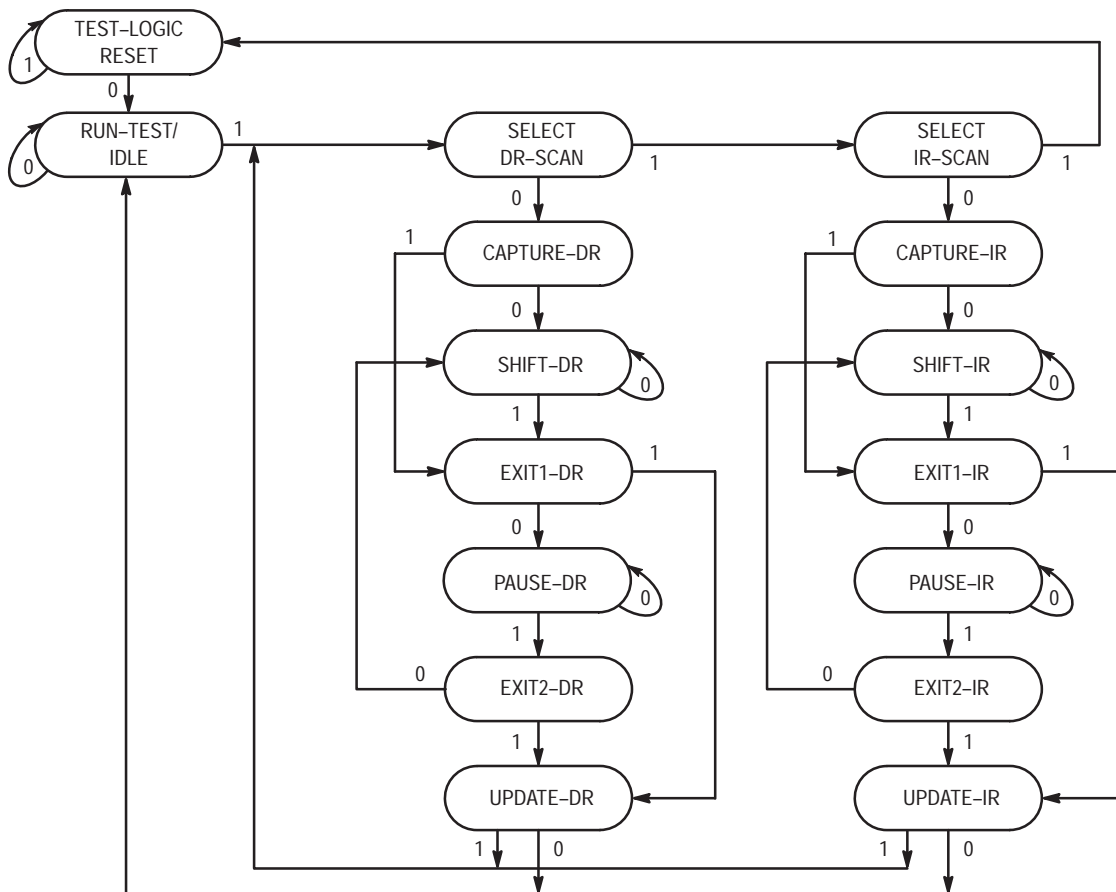 TEST–LOGIC
RESET
1
0
RUN–TEST/
IDLE
0
1
SELECT
DR–SCAN
1
SELECT
IR–SCAN
1
0
0
1
CAPTURE–DR
1
CAPTURE–IR
0
0
SHIFT–DR
0
SHIFT–IR
0
1
1
EXIT1–DR
1
EXIT1–IR
1
0
0
PAUSE–DR
0
PAUSE–IR
0
1
1
0
EXIT2–DR
0
EXIT2–IR
1
1
UPDATE–DR
UPDATE–IR
1
0
1
0